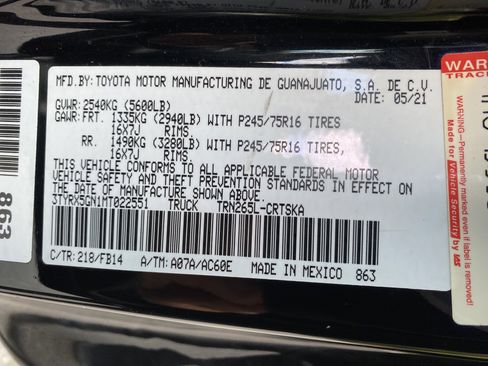 MFD.BY:TOYOTA MOTOR MANUFACTURING DE GUANAJUATO, S.A. DE C.V.
DATE: 05/21
GVWR:2540KG (5600LB)
GAWR:FRT. 1335KG (2940LB) WITH P245/75R16 TIRES
16X7J RIMS.
RR. 1490KG (3280LB) WITH P245/75R16 TIRES,
16X7J RIMS.
THIS VEHICLE CONFORMS TO ALL APPLICABLE FEDERAL MOTOR
VEHICLE SAFETY AND THEFT PREVENTION STANDARDS IN EFFECT ON
THE DATE OF MANUFACTURE SHOWN ABOVE.
3TYRX5GN1MT022551 TRUCK TRN265L-CRTSKA
C/TR:218/FB14 A/TM:A07A/AC60E MADE IN MEXICO 863
863
WAR
TRACE
WARNING—Permanently
affixed if removed
Made for Vehicle Security by